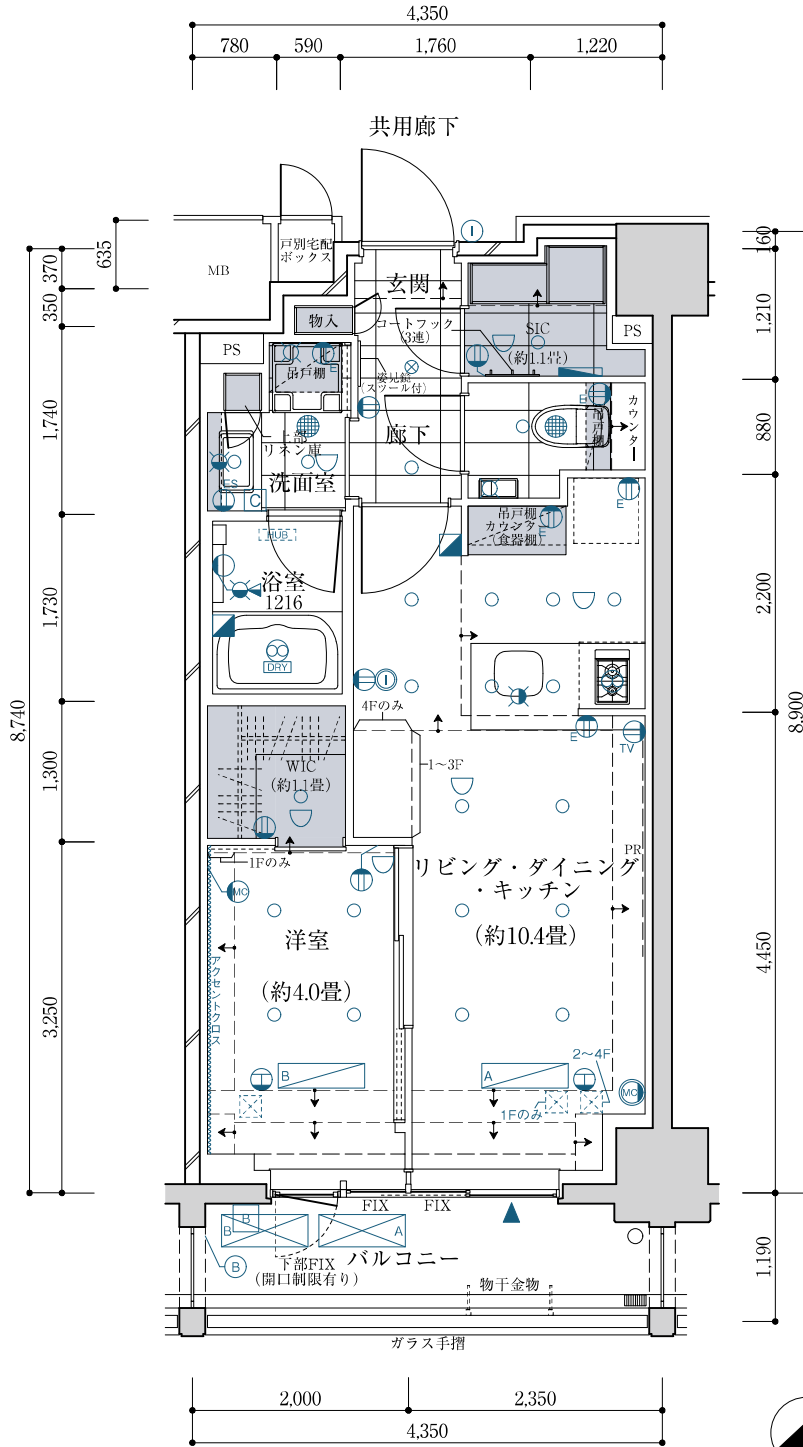 4,350
780
590
1,760
1,220
共用廊下
635
370
350
戸別宅配
ボックス
MB
I
玄関
160
1,210
物入
コートフック
(3連)
SIC
(約1.1畳)
PS
PS
吊戸棚
E
姿見鏡
(スツール付)
E
吊戸棚
カウンター
1,740
880
廊下
上部
リネン庫
洗面室
ES
C
吊戸棚
カウンター
(食器棚)
E
E
HUB
浴室
1216
1,730
2,200
DRY
I
4Fのみ
8,740
8,900
E
TV
1〜3F
WIC
(約1.1畳)
1,300
PR
1Fのみ
MC
リビング・ダイニング
・キッチン
(約10.4畳)
洋室
(約4.0畳)
アクセントクロス
3,250
4,450
B
A
2〜4F
1Fのみ
MC
FIX
FIX
B
B
A
B
下部FIX
(開口制限有り)
バルコニー
物干金物
1,190
ガラス手摺
2,000
2,350
4,350